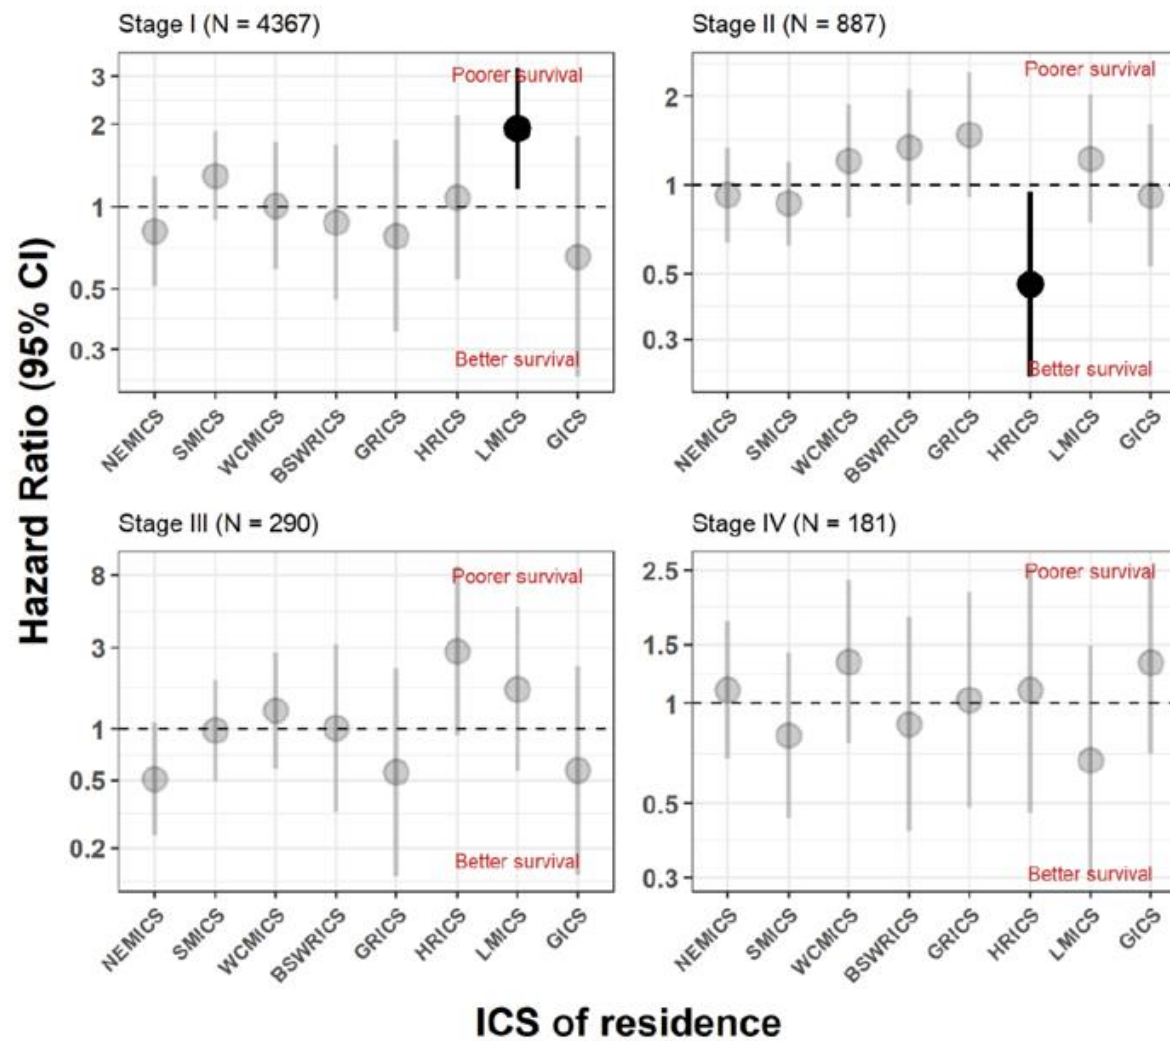 Stage I (N = 4367)
3
2
1
0.5
0.3
Poorer survival
Better survival
NEMICS
SMICS
WCMICS
BSWRICS
GRICS
HRICS
LMICS
GICS
Stage II (N = 887)
2
1
0.5
0.3
Poorer survival
Better survival
NEMICS
SMICS
WCMICS
BSWRICS
GRICS
HRICS
LMICS
GICS
Hazard Ratio (95% CI)
Stage III (N = 290)
8
3
1
0.5
0.2
Poorer survival
Better survival
NEMICS
SMICS
WCMICS
BSWRICS
GRICS
HRICS
LMICS
GICS
Stage IV (N = 181)
2.5
1.5
1
0.5
0.3
Poorer survival
Better survival
NEMICS
SMICS
WCMICS
BSWRICS
GRICS
HRICS
LMICS
GICS
ICS of residence